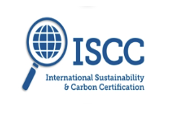 ISCC
International Sustainability
& Carbon Certification